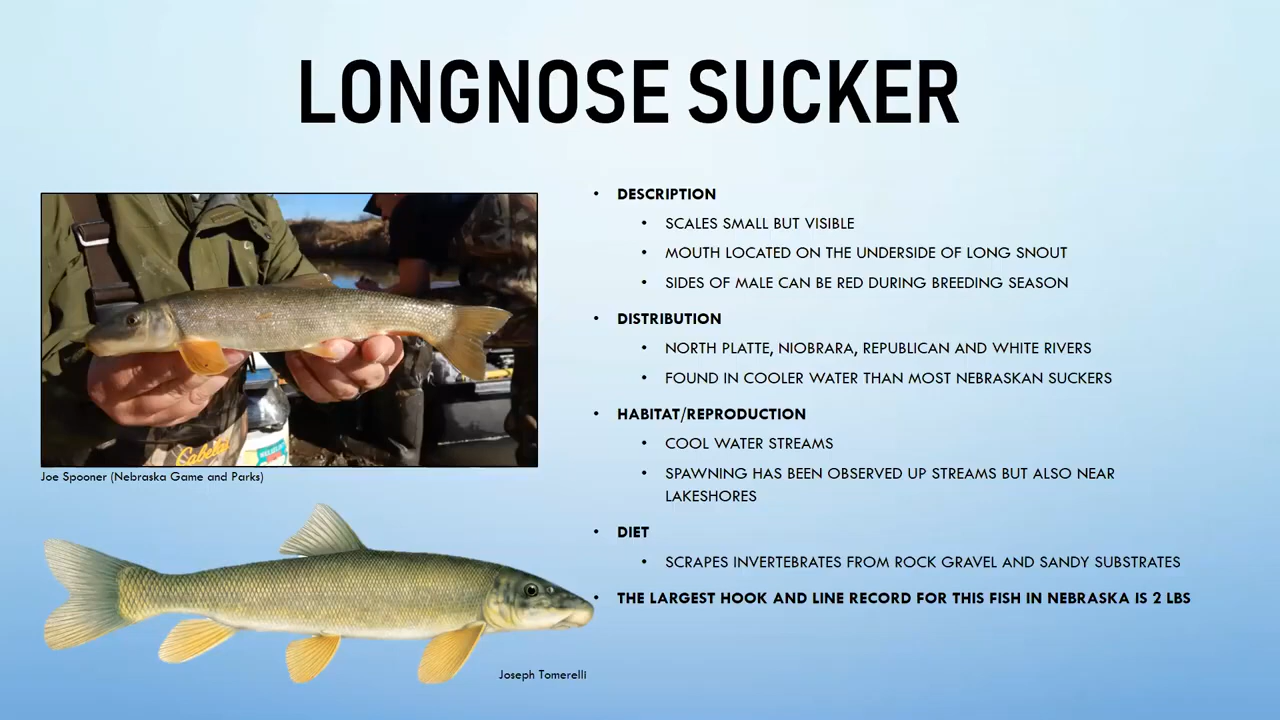 LONGNOSE SUCKER
• DESCRIPTION
• SCALES SMALL BUT VISIBLE
• MOUTH LOCATED ON THE UNDERSIDE OF LONG SNOUT
• SIDES OF MALE CAN BE RED DURING BREEDING SEASON
• DISTRIBUTION
• NORTH PLATTE, NIOBRARA, REPUBLICAN AND WHITE RIVERS
• FOUND IN COOLER WATER THAN MOST NEBRASKAN SUCKERS
• HABITAT/REPRODUCTION
• COOL WATER STREAMS
• SPAWNING HAS BEEN OBSERVED UP STREAMS BUT ALSO NEAR
LAKESHORES
• DIET
• SCRAPES INVERTEBRATES FROM ROCK GRAVEL AND SANDY SUBSTRATES
• THE LARGEST HOOK AND LINE RECORD FOR THIS FISH IN NEBRASKA IS 2 LBS
Cabela's
Joe Spooner (Nebraska Game and Parks)
Joseph Tomerelli